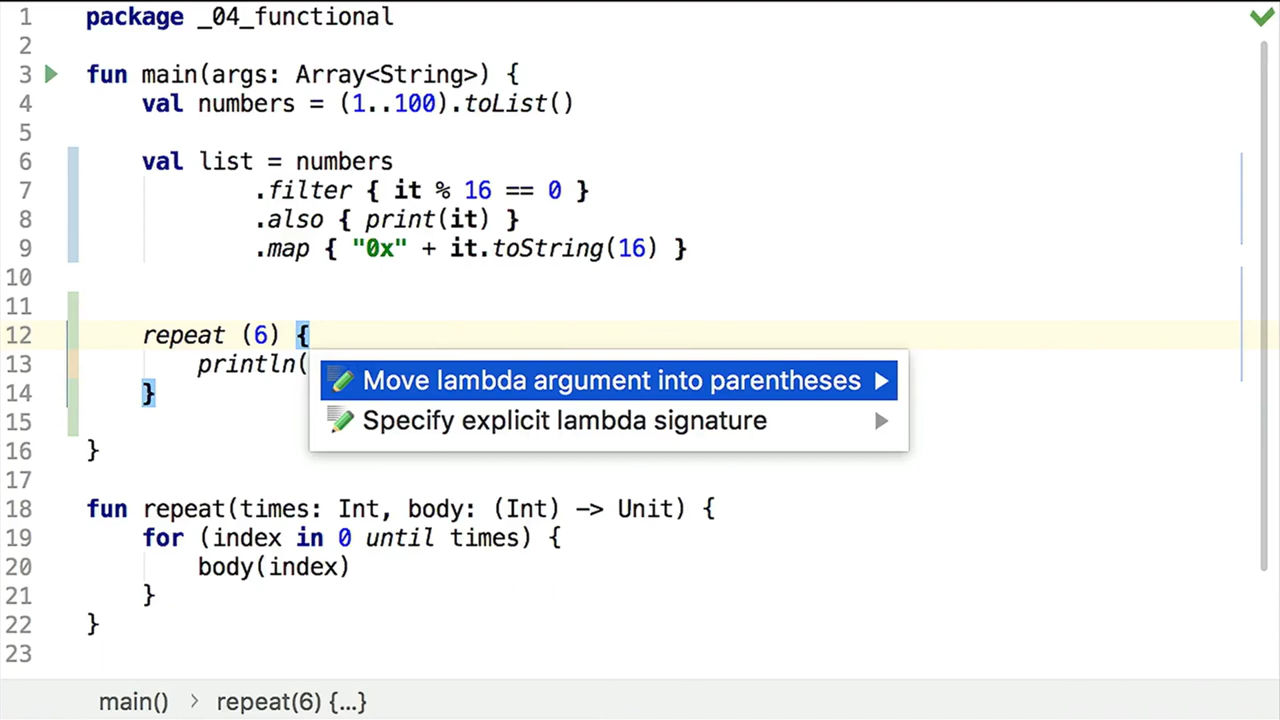 1 package _04_functional
2
3 fun main(args: Array<String>) {
4 val numbers = (1..100).toList()
5
6 val list = numbers
7 .filter { it % 16 == 0 }
8 .also { print(it) }
9 .map { "0x" + it.toString(16) }
10
11
12 repeat (6) {
13 println(
Move lambda argument into parentheses
14 }
Specify explicit lambda signature
15
16 }
17
18 fun repeat(times: Int, body: (Int) -> Unit) {
19 for (index in 0 until times) {
20 body(index)
21 }
22 }
23
main() > repeat(6) {...}